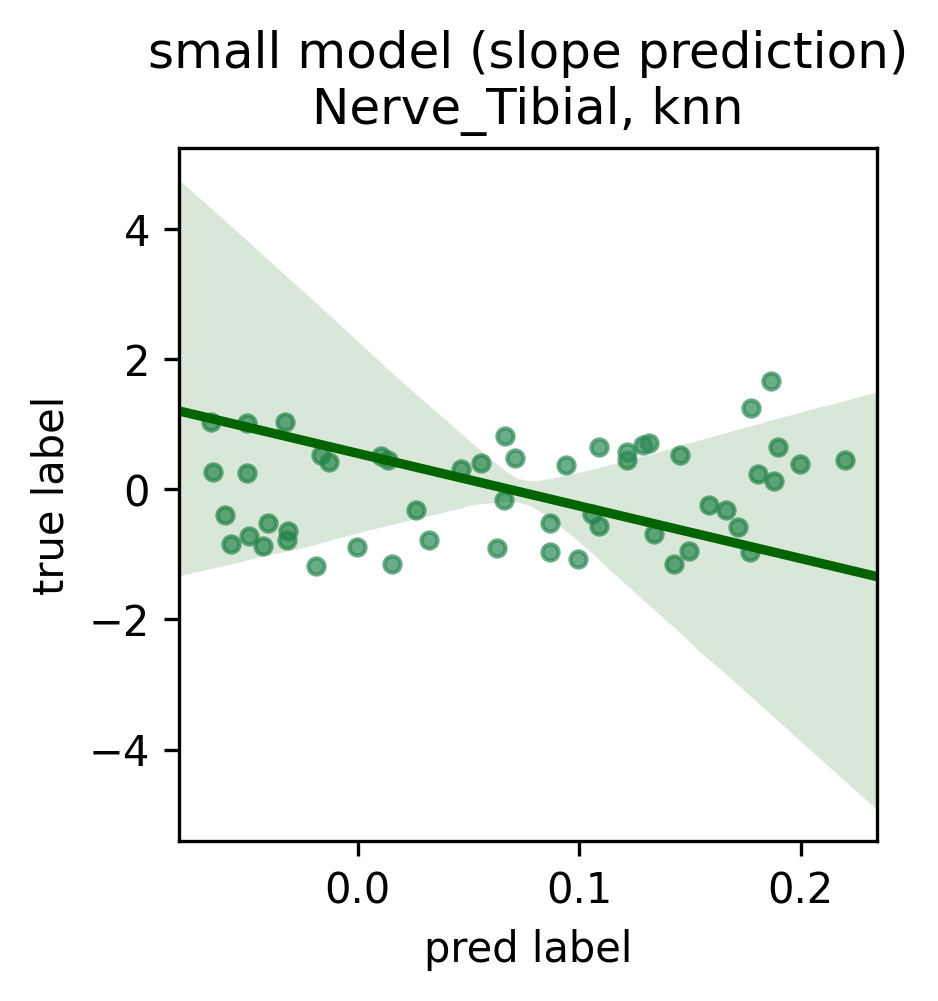 small model (slope prediction)
Nerve_Tibial, knn
4
2
0
−2
−4
true label
0.0
0.1
0.2
pred label